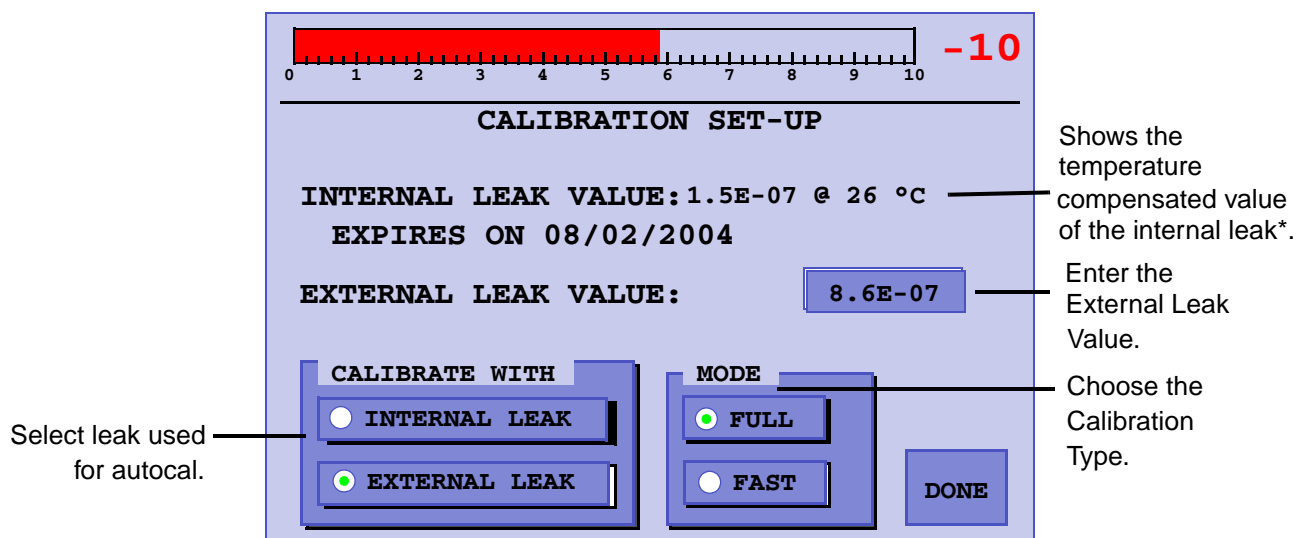 -10
0 1 2 3 4 5 6 7 8 9 10
CALIBRATION SET-UP
INTERNAL LEAK VALUE: 1.5E-07 @ 26 °C
EXPIRES ON 08/02/2004
EXTERNAL LEAK VALUE: 8.6E-07
CALIBRATE WITH
INTERNAL LEAK
EXTERNAL LEAK
MODE
FULL
FAST
DONE
Shows the
temperature
compensated value
of the internal leak*.
Enter the
External Leak
Value.
Choose the
Calibration
Type.
Select leak used
for autocal.